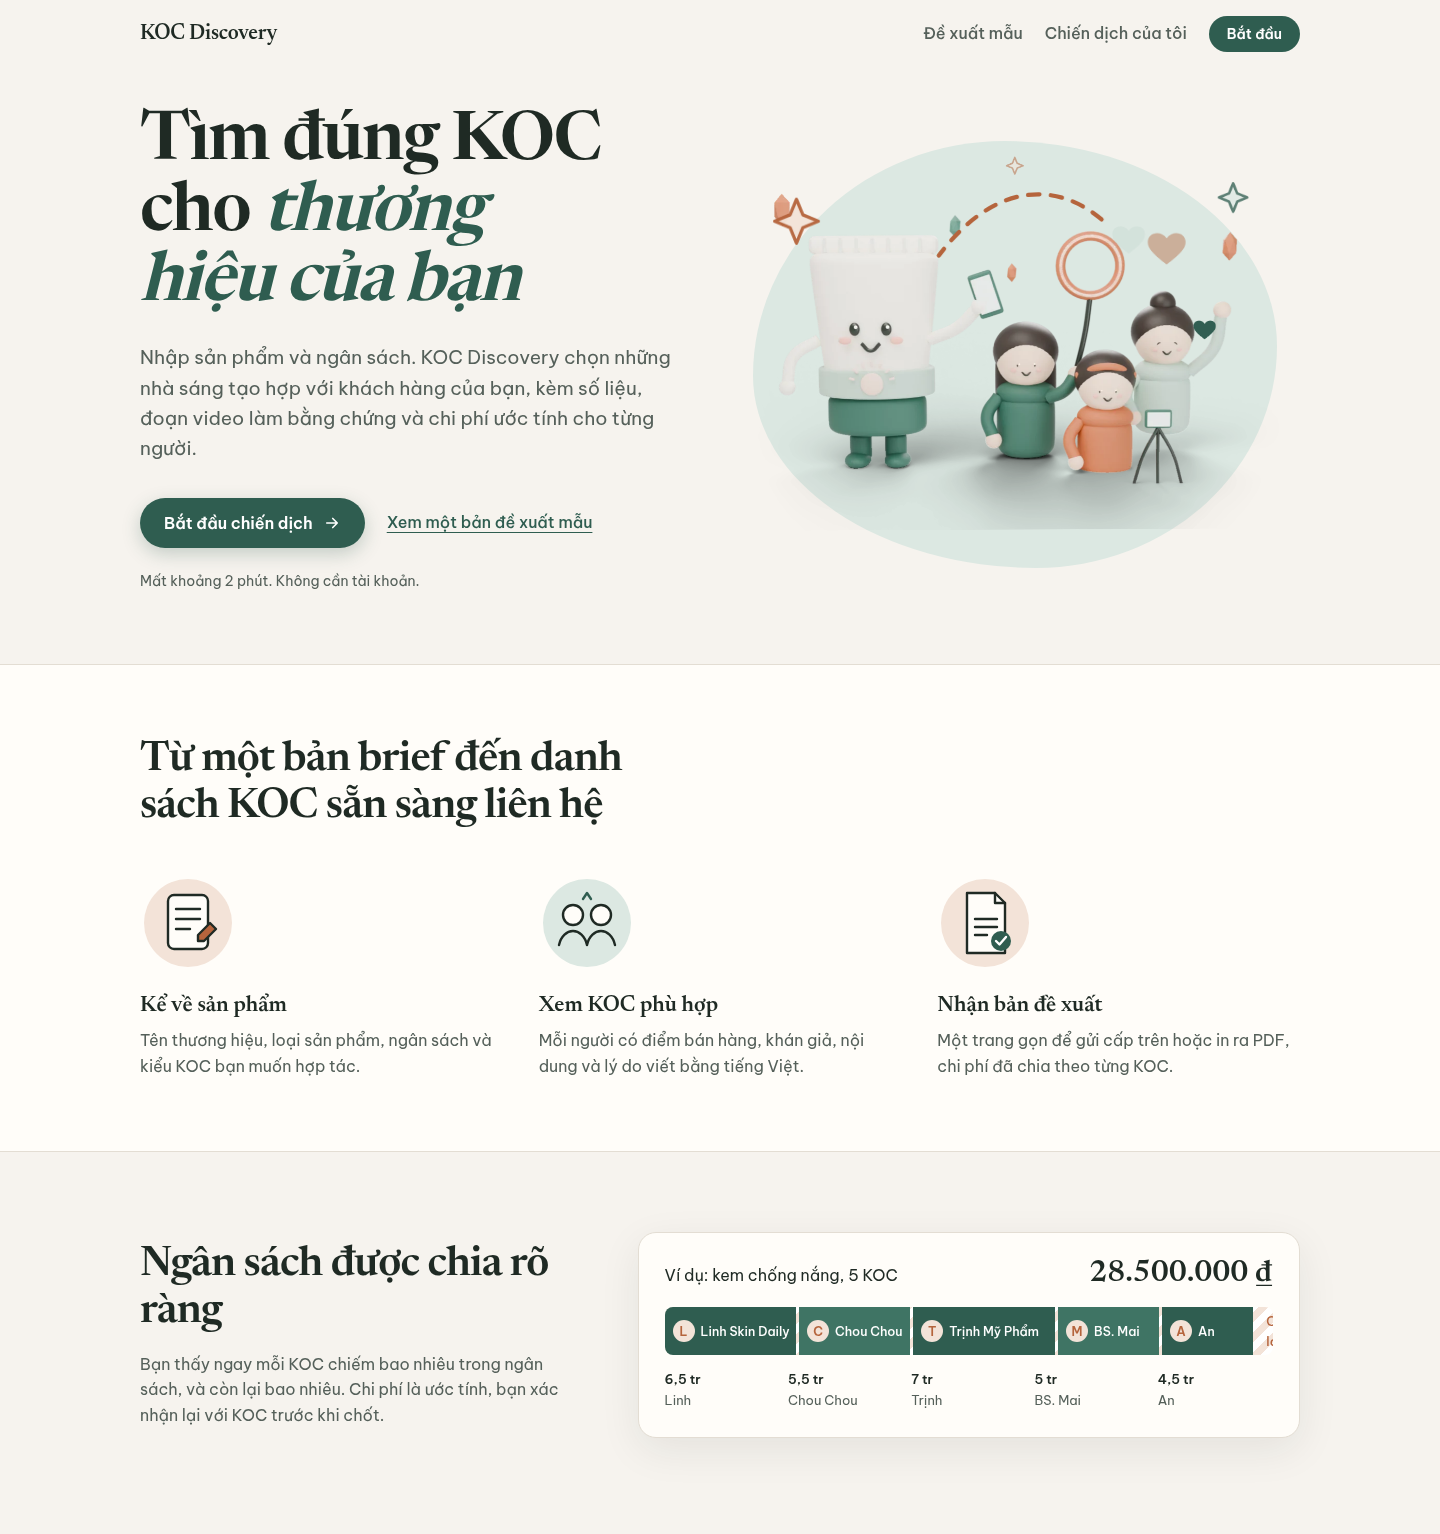 KOC Discovery
Đề xuất mẫu
Chiến dịch của tôi
Bắt đầu
Tìm đúng KOC
cho thương
hiệu của bạn
Nhập sản phẩm và ngân sách. KOC Discovery chọn những
nhà sáng tạo hợp với khách hàng của bạn, kèm số liệu,
đoạn video làm bằng chứng và chi phí ước tính cho từng
người.
Bắt đầu chiến dịch →
Xem một bản đề xuất mẫu
Mất khoảng 2 phút. Không cần tài khoản.
Từ một bản brief đến danh
sách KOC sẵn sàng liên hệ
Kể về sản phẩm
Tên thương hiệu, loại sản phẩm, ngân sách và
kiểu KOC bạn muốn hợp tác.
Xem KOC phù hợp
Mỗi người có điểm bán hàng, khán giả, nội
dung và lý do viết bằng tiếng Việt.
Nhận bản đề xuất
Một trang gọn để gửi cấp trên hoặc in ra PDF,
chi phí đã chia theo từng KOC.
Ngân sách được chia rõ
ràng
Bạn thấy ngay mỗi KOC chiếm bao nhiêu trong ngân
sách, và còn lại bao nhiêu. Chi phí là ước tính, bạn xác
nhận lại với KOC trước khi chốt.
Ví dụ: kem chống nắng, 5 KOC
28.500.000 ₫
L Linh Skin Daily
C Chou Chou
T Trịnh Mỹ Phẩm
M BS. Mai
A An
6,5 tr
Linh
5,5 tr
Chou Chou
7 tr
Trịnh
5 tr
BS. Mai
4,5 tr
An